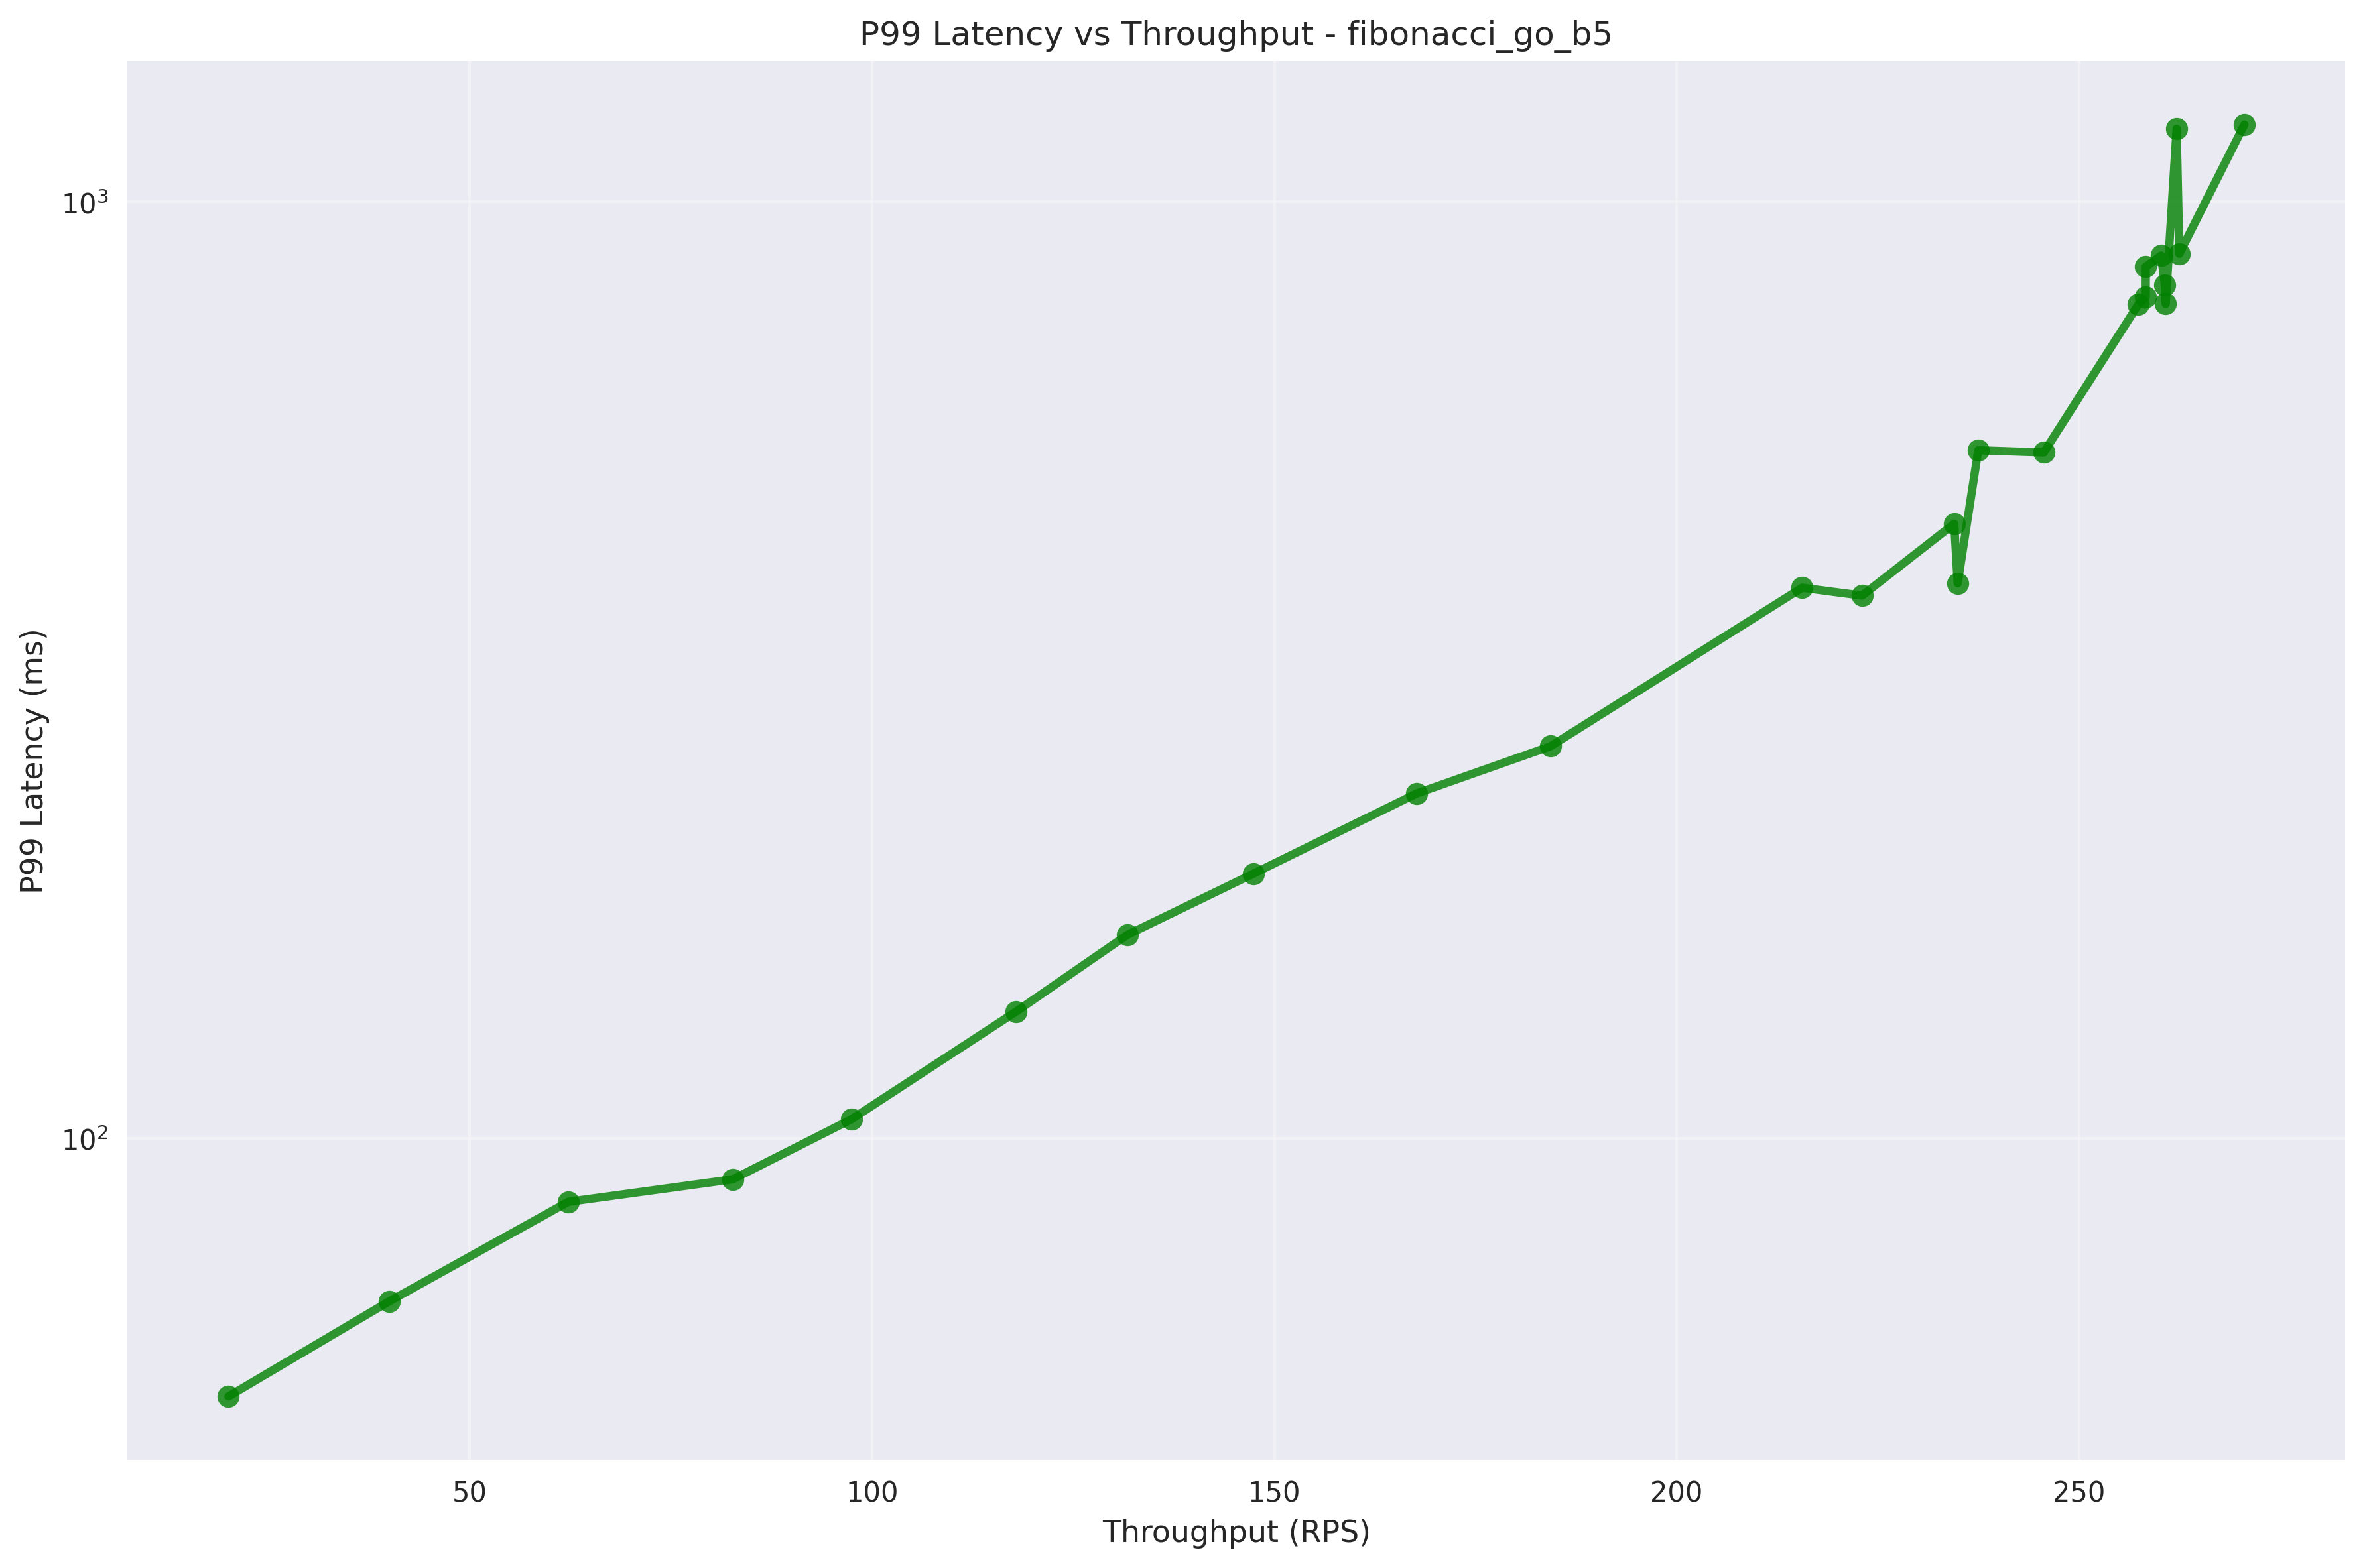 P99 Latency vs Throughput - fibonacci_go_b5
P99 Latency (ms)
10³
10²
50 100 150 200 250
Throughput (RPS)